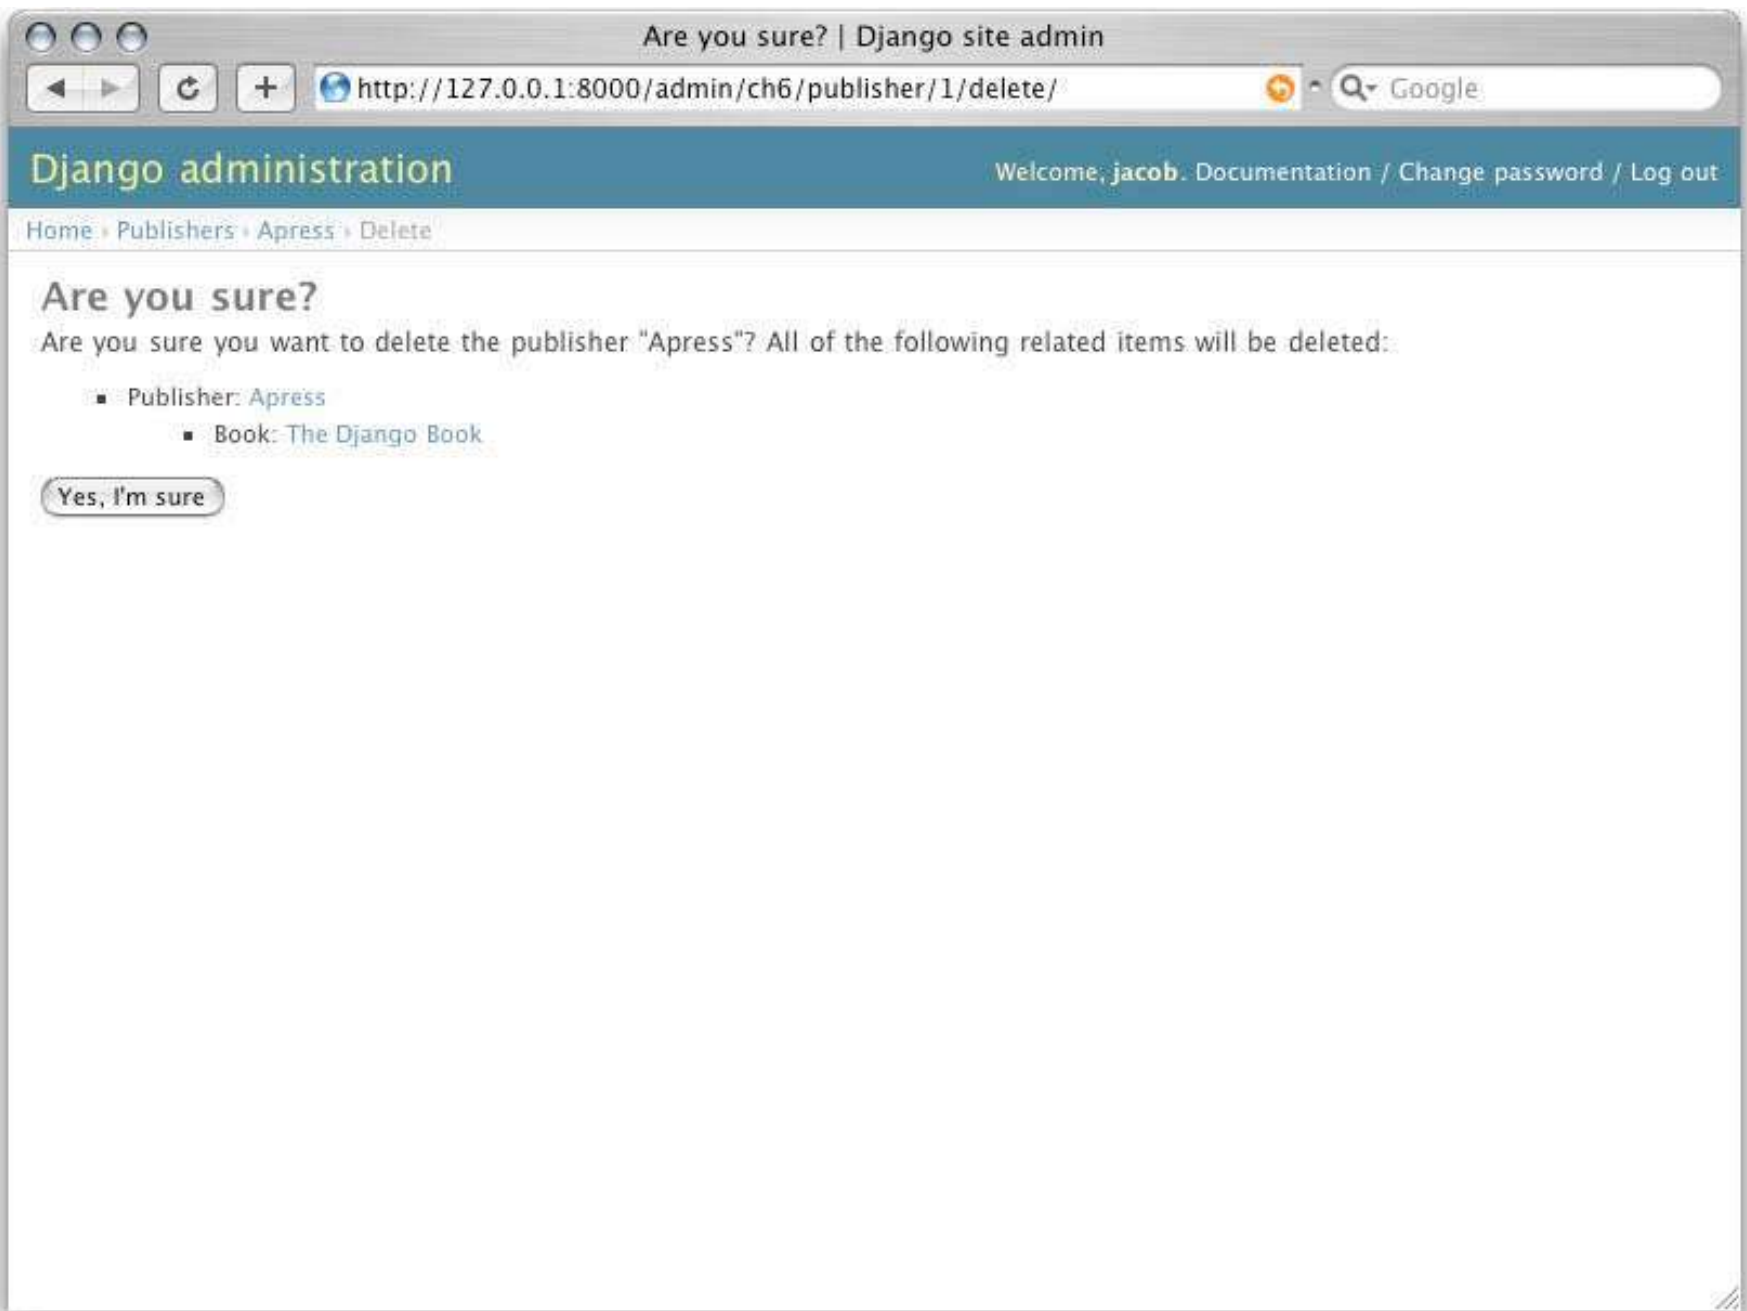 Are you sure? | Django site admin
http://127.0.0.1:8000/admin/ch6/publisher/1/delete/
Google
Django administration
Welcome, jacob. Documentation / Change password / Log out
Home › Publishers › Apress › Delete
Are you sure?
Are you sure you want to delete the publisher "Apress"? All of the following related items will be deleted:
▪ Publisher: Apress
▪ Book: The Django Book
Yes, I'm sure